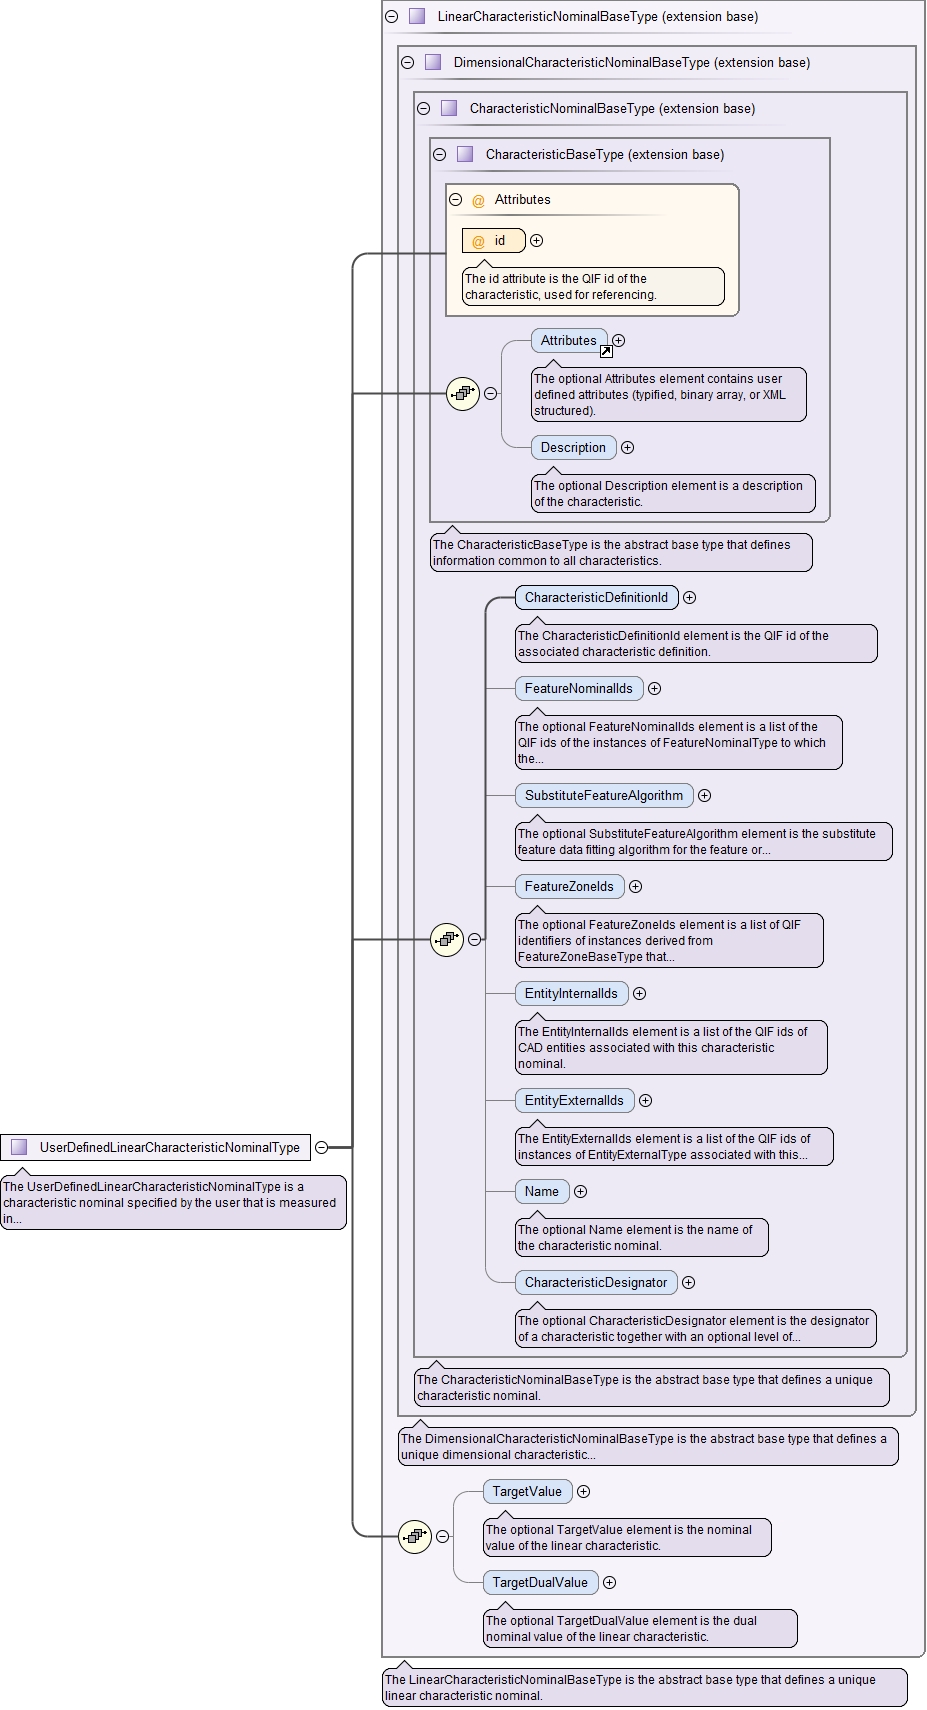 LinearCharacteristicNominalBaseType (extension base)
DimensionalCharacteristicNominalBaseType (extension base)
CharacteristicNominalBaseType (extension base)
CharacteristicBaseType (extension base)
@ Attributes
@ id
The id attribute is the QIF id of the
characteristic, used for referencing.
Attributes
The optional Attributes element contains user
defined attributes (typified, binary array, or XML
structured).
Description
The optional Description element is a description
of the characteristic.
The CharacteristicBaseType is the abstract base type that defines
information common to all characteristics.
CharacteristicDefinitionId
The CharacteristicDefinitionId element is the QIF id of the
associated characteristic definition.
FeatureNominalIds
The optional FeatureNominalIds element is a list of the
QIF ids of the instances of FeatureNominalType to which
the...
SubstituteFeatureAlgorithm
The optional SubstituteFeatureAlgorithm element is the substitute
feature data fitting algorithm for the feature or...
FeatureZoneIds
The optional FeatureZoneIds element is a list of QIF
identifiers of instances derived from
FeatureZoneBaseType that...
EntityInternalIds
The EntityInternalIds element is a list of the QIF ids of
CAD entities associated with this characteristic
nominal.
EntityExternalIds
The EntityExternalIds element is a list of the QIF ids of
instances of EntityExternalType associated with this...
UserDefinedLinearCharacteristicNominalType
The UserDefinedLinearCharacteristicNominalType is a
characteristic nominal specified by the user that is measured
in...
Name
The optional Name element is the name of
the characteristic nominal.
CharacteristicDesignator
The optional CharacteristicDesignator element is the designator
of a characteristic together with an optional level of...
The CharacteristicNominalBaseType is the abstract base type that defines a unique
characteristic nominal.
The DimensionalCharacteristicNominalBaseType is the abstract base type that defines a
unique dimensional characteristic...
TargetValue
The optional TargetValue element is the nominal
value of the linear characteristic.
TargetDualValue
The optional TargetDualValue element is the dual
nominal value of the linear characteristic.
The LinearCharacteristicNominalBaseType is the abstract base type that defines a unique
linear characteristic nominal.